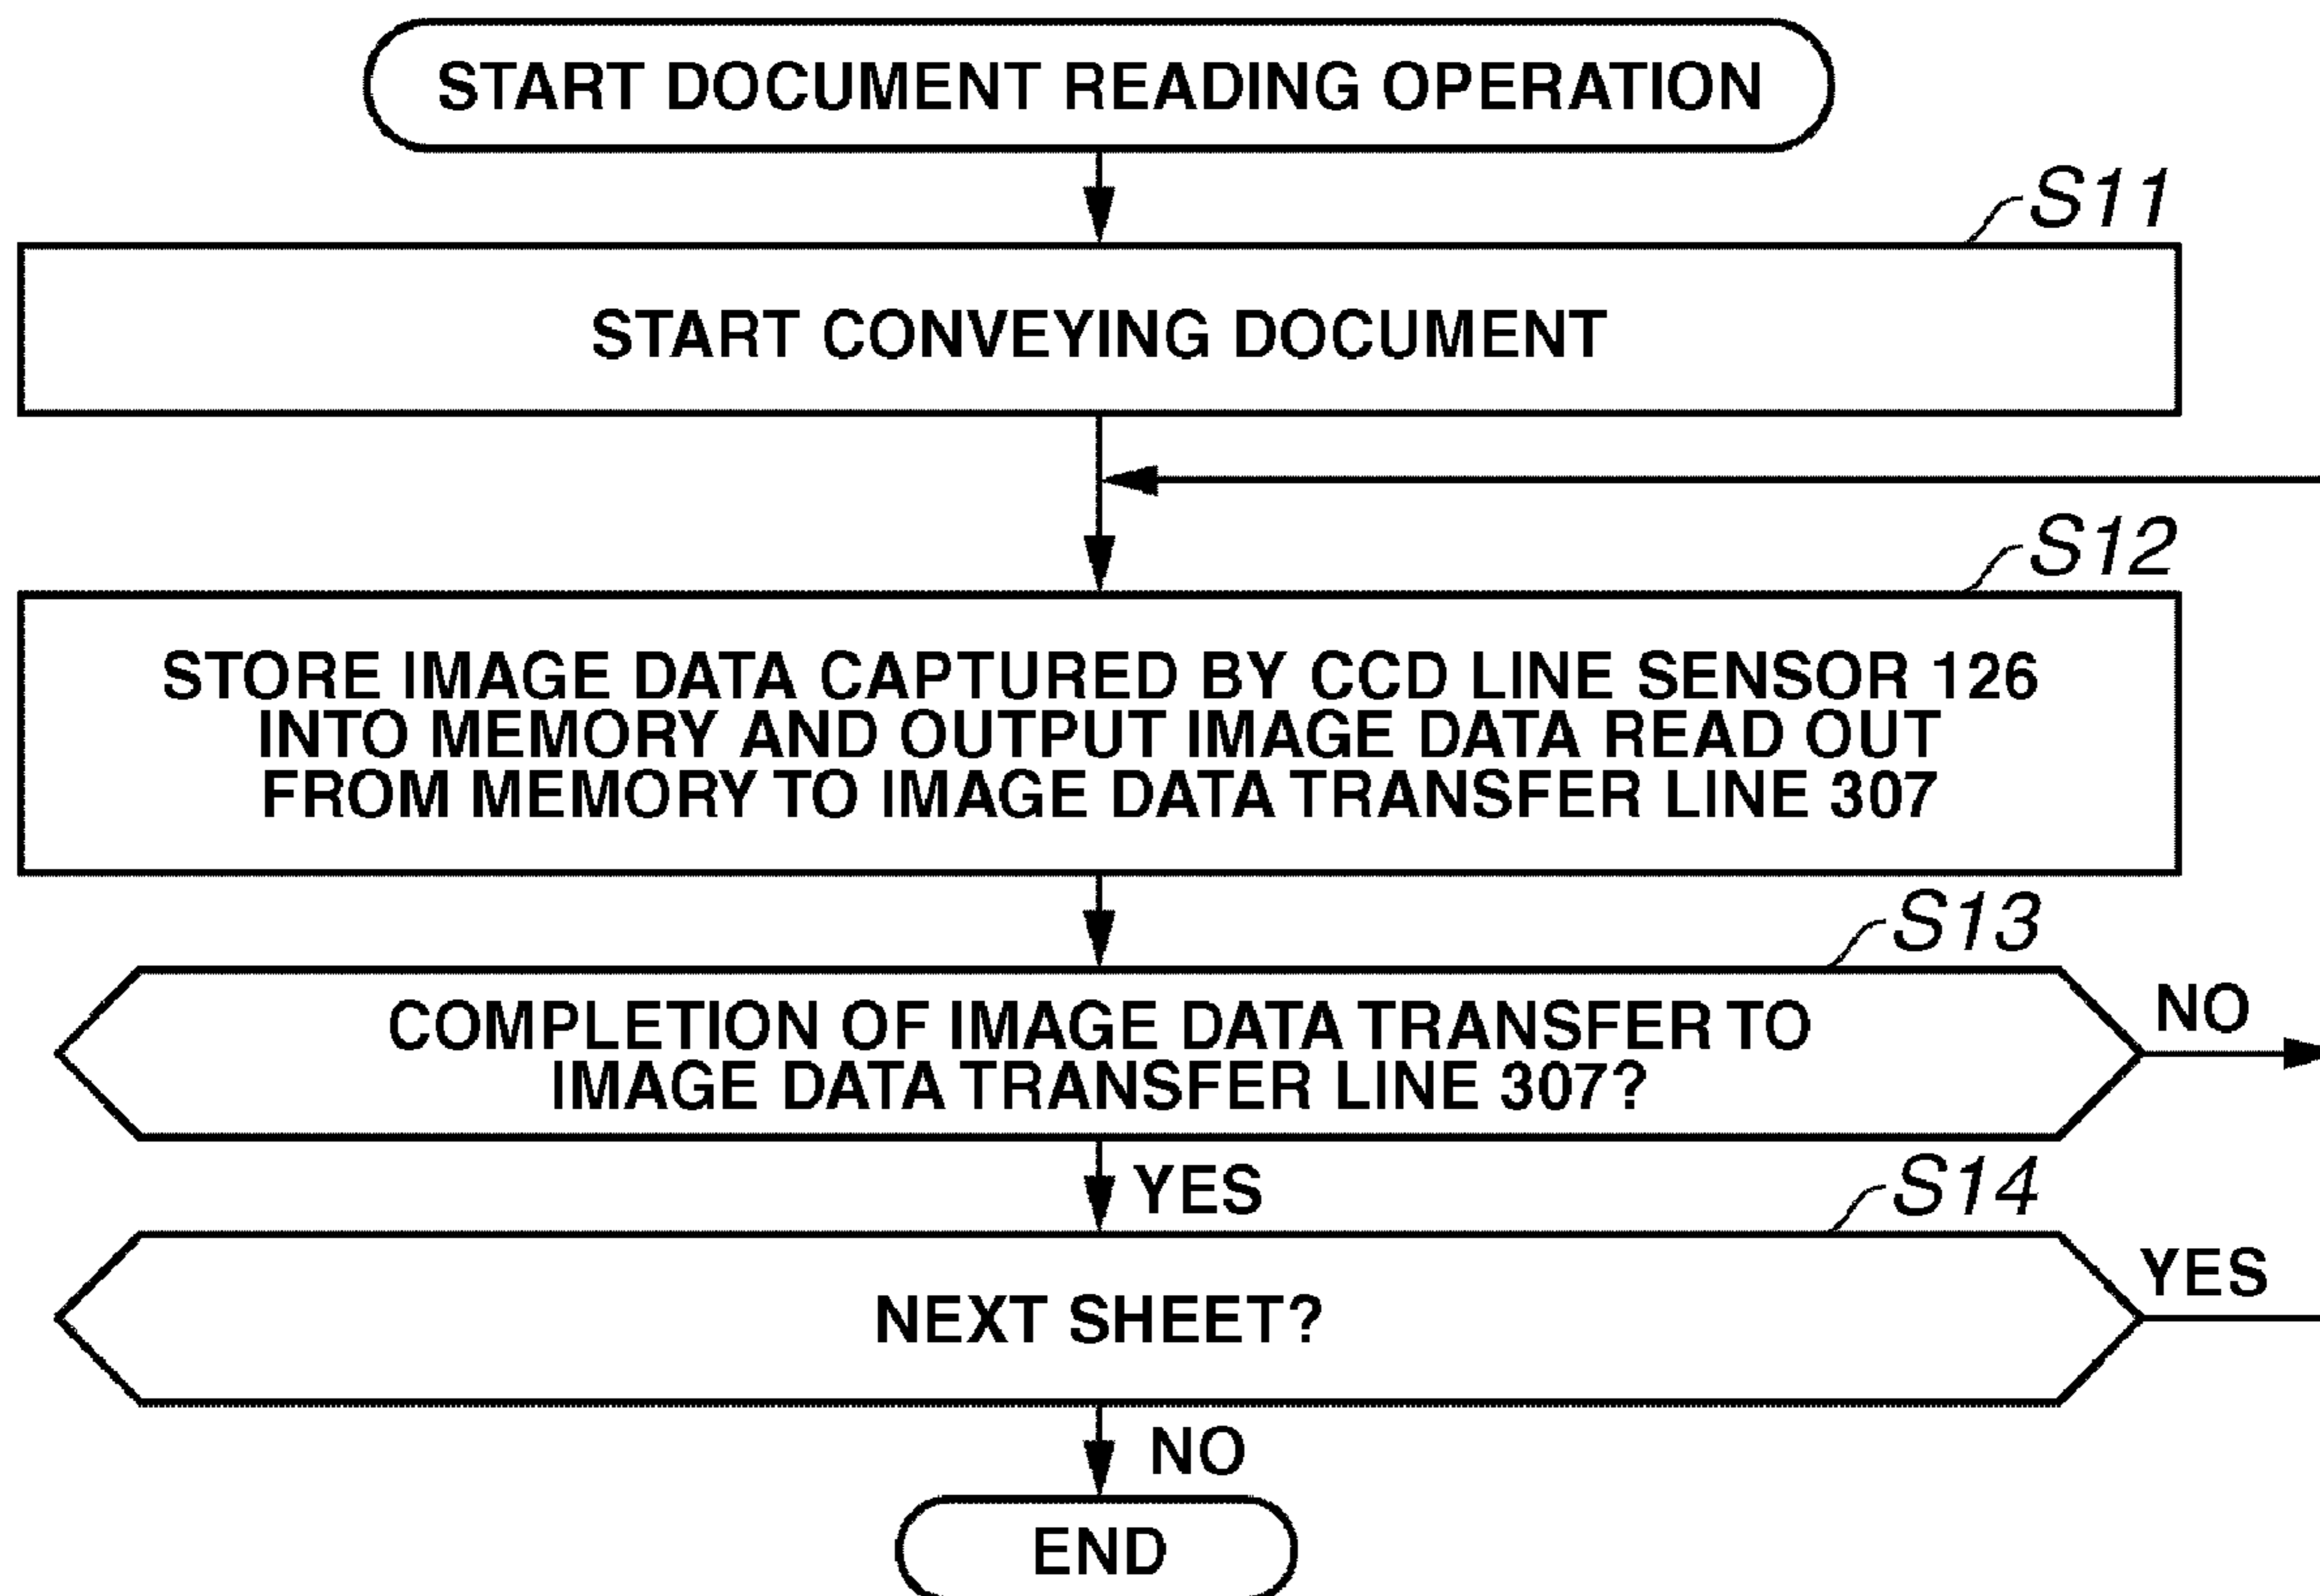 START DOCUMENT READING OPERATION
S11
START CONVEYING DOCUMENT
S12
STORE IMAGE DATA CAPTURED BY CCD LINE SENSOR 126
INTO MEMORY AND OUTPUT IMAGE DATA READ OUT
FROM MEMORY TO IMAGE DATA TRANSFER LINE 307
S13
COMPLETION OF IMAGE DATA TRANSFER TO
IMAGE DATA TRANSFER LINE 307?
NO
YES
S14
NEXT SHEET?
YES
NO
END